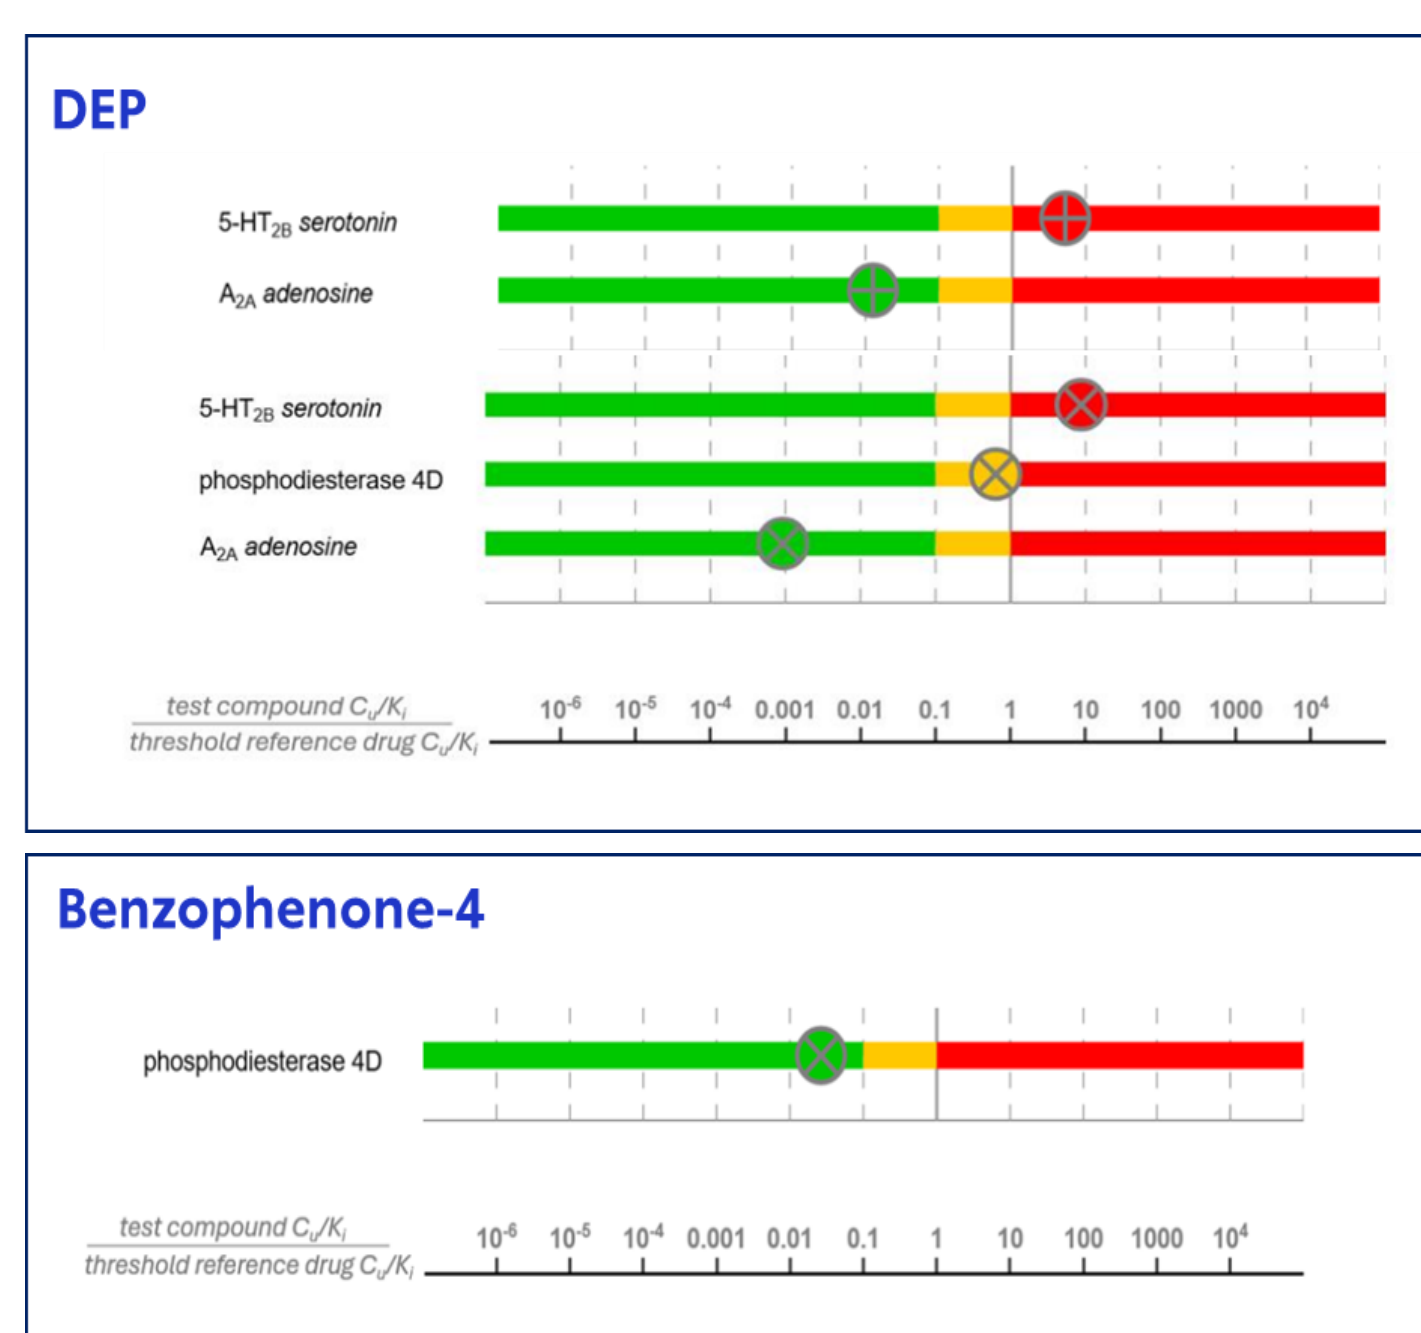 DEP
5-HT2B serotonin
A2A adenosine
5-HT2B serotonin
phosphodiesterase 4D
A2A adenosine
test compound Cu/Ki
threshold reference drug Cu/Ki
10-6 10-5 10-4 0.001 0.01 0.1 1 10 100 1000 104
Benzophenone-4
phosphodiesterase 4D
test compound Cu/Ki
threshold reference drug Cu/Ki
10-6 10-5 10-4 0.001 0.01 0.1 1 10 100 1000 104